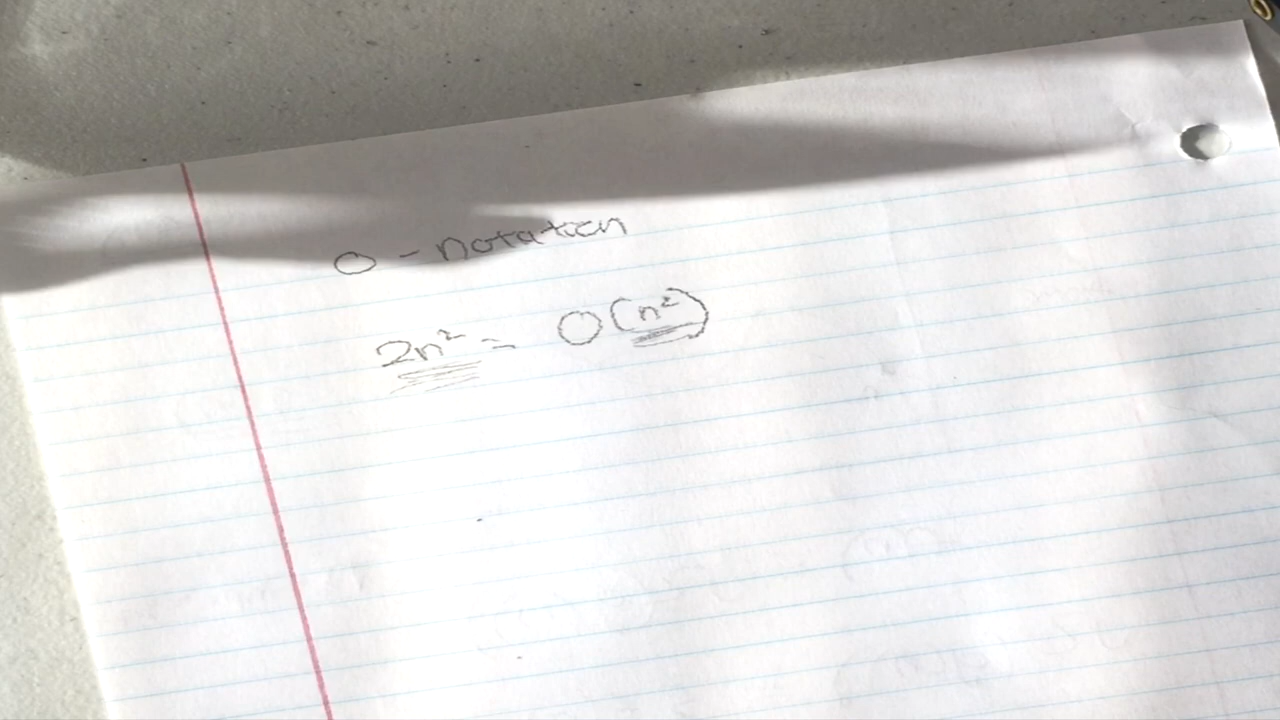 O - notation
2n² = O(n²)